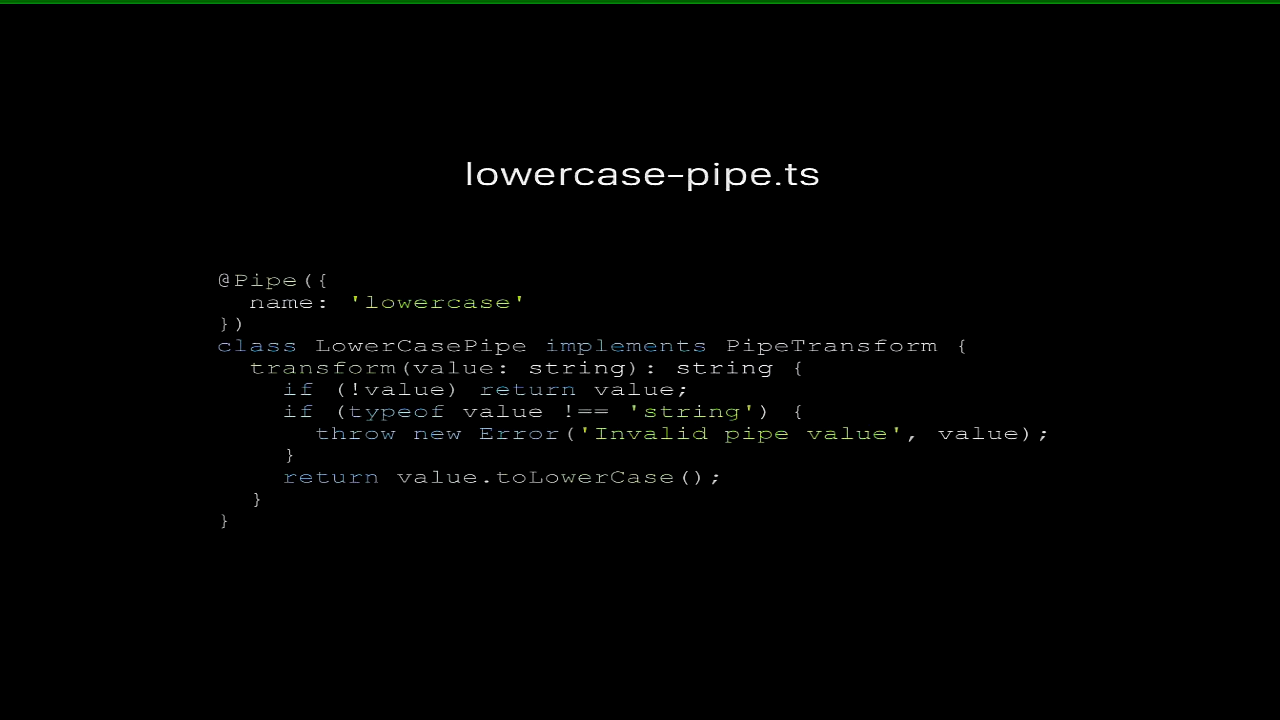 lowercase-pipe.ts
@Pipe({
  name: 'lowercase'
})
class LowerCasePipe implements PipeTransform {
  transform(value: string): string {
    if (!value) return value;
    if (typeof value !== 'string') {
      throw new Error('Invalid pipe value', value);
    }
    return value.toLowerCase();
  }
}